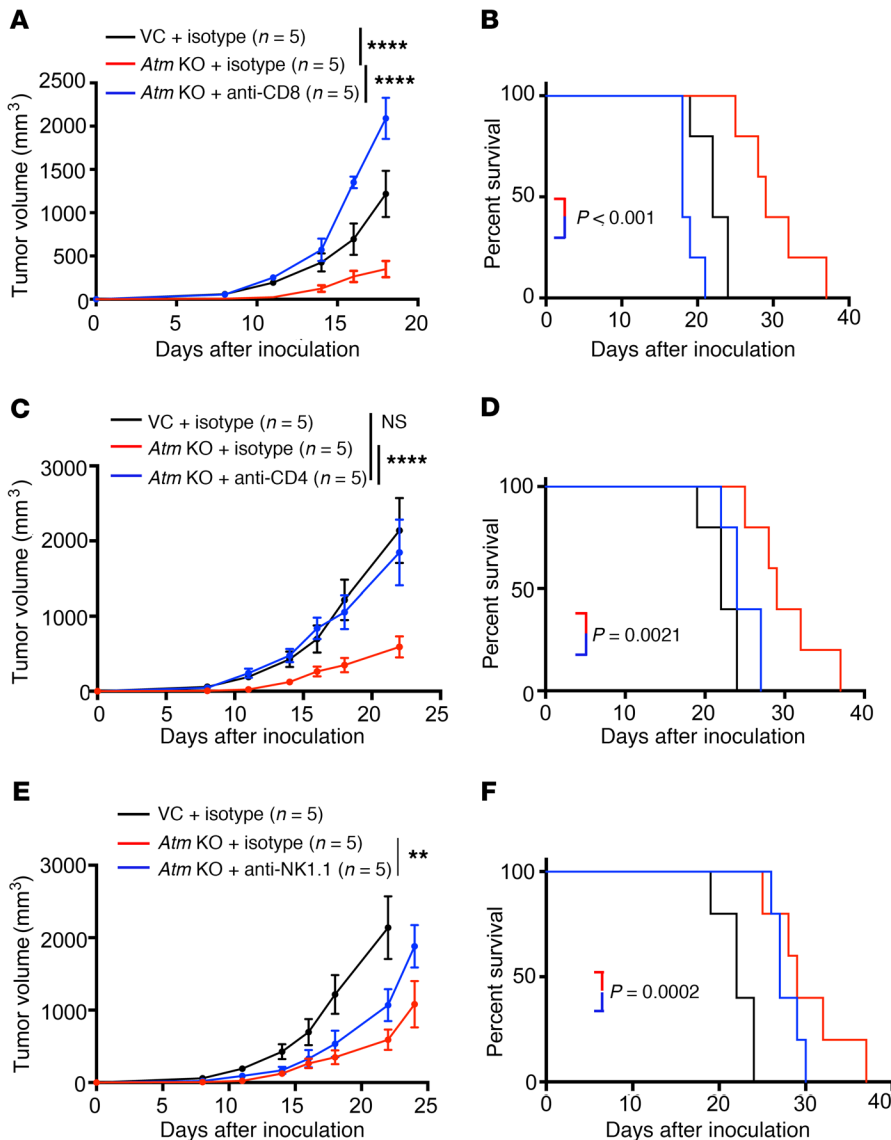 A
VC + isotype (n = 5)
Atm KO + isotype (n = 5)
Atm KO + anti-CD8 (n = 5)
****
****
Tumor volume (mm³)
2500
2000
1500
1000
500
0
0 5 10 15 20
Days after inoculation
B
Percent survival
100
50
0
P < 0.001
0 10 20 30 40
Days after inoculation
C
VC + isotype (n = 5)
Atm KO + isotype (n = 5)
Atm KO + anti-CD4 (n = 5)
NS
****
Tumor volume (mm³)
3000
2000
1000
0
0 5 10 15 20 25
Days after inoculation
D
Percent survival
100
50
0
P = 0.0021
0 10 20 30 40
Days after inoculation
E
VC + isotype (n = 5)
Atm KO + isotype (n = 5)
Atm KO + anti-NK1.1 (n = 5)
**
Tumor volume (mm³)
3000
2000
1000
0
0 5 10 15 20 25
Days after inoculation
F
Percent survival
100
50
0
P = 0.0002
0 10 20 30 40
Days after inoculation